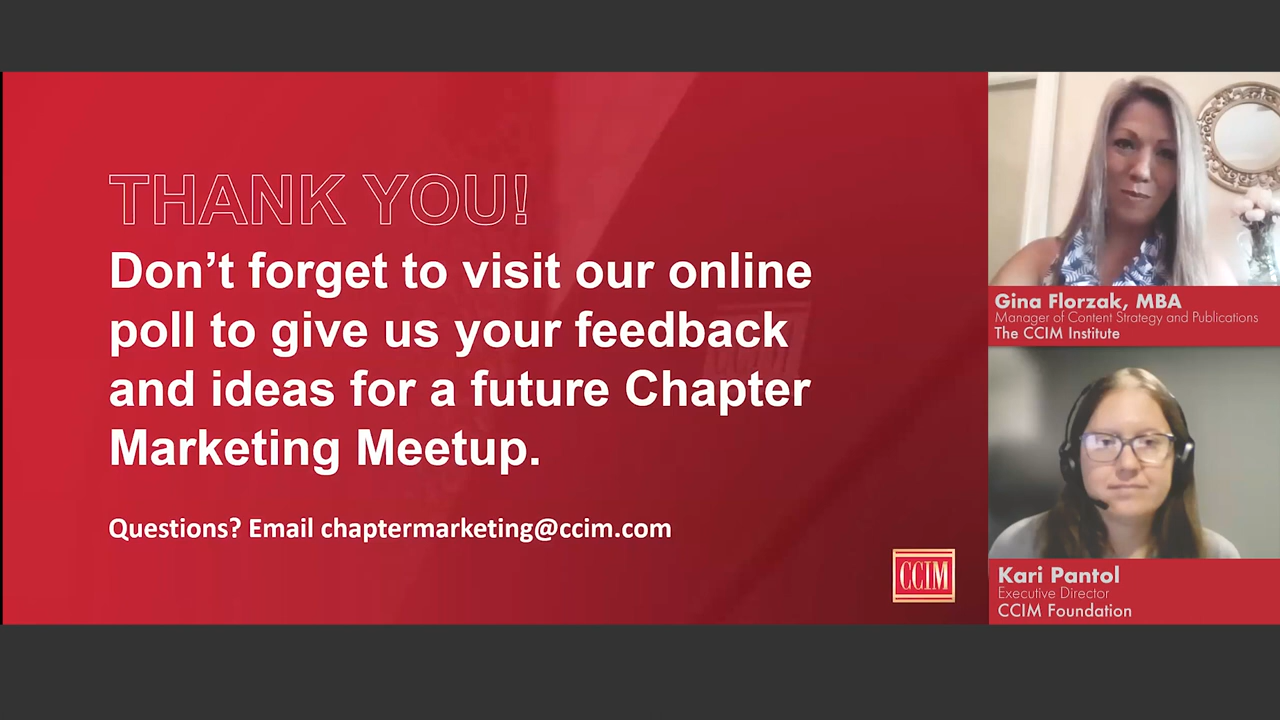 THANK YOU!
Don’t forget to visit our online
poll to give us your feedback
and ideas for a future Chapter
Marketing Meetup.
Questions? Email chaptermarketing@ccim.com
CCIM
Gina Florzak, MBA
Manager of Content Strategy and Publications
The CCIM Institute
Kari Pantol
Executive Director
CCIM Foundation